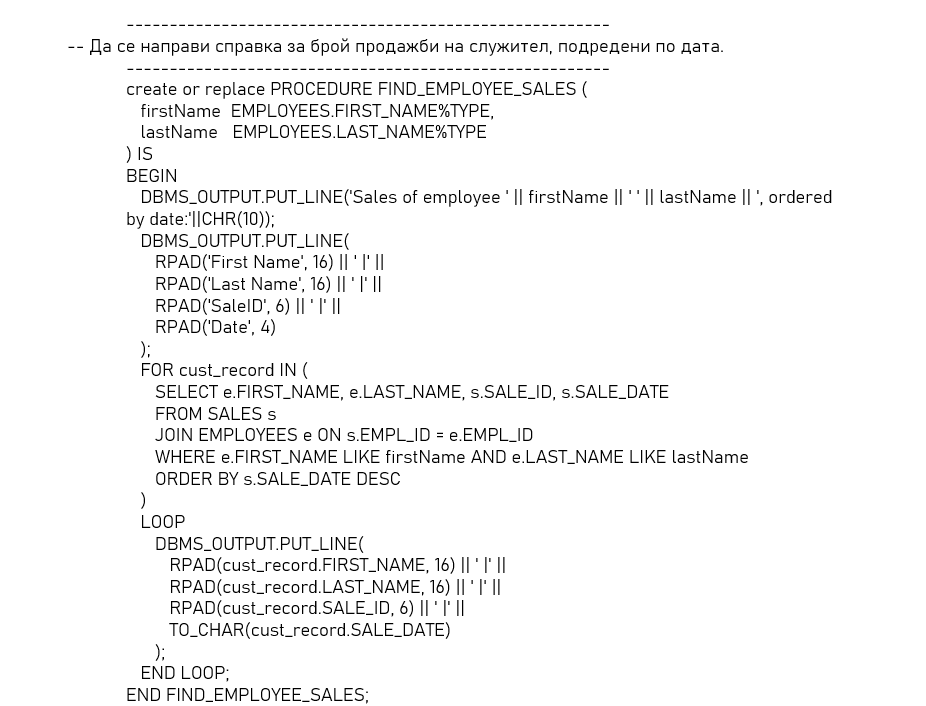 --------------------------------------------------------
-- Да се направи справка за брой продажби на служител, подредени по дата.
--------------------------------------------------------
create or replace PROCEDURE FIND_EMPLOYEE_SALES (
firstName EMPLOYEES.FIRST_NAME%TYPE,
lastName EMPLOYEES.LAST_NAME%TYPE
) IS
BEGIN
DBMS_OUTPUT.PUT_LINE('Sales of employee ' || firstName || ' ' || lastName || ', ordered
by date:'||CHR(10));
DBMS_OUTPUT.PUT_LINE(
RPAD('First Name', 16) || ' |' ||
RPAD('Last Name', 16) || ' |' ||
RPAD('SaleID', 6) || ' |' ||
RPAD('Date', 4)
);
FOR cust_record IN (
SELECT e.FIRST_NAME, e.LAST_NAME, s.SALE_ID, s.SALE_DATE
FROM SALES s
JOIN EMPLOYEES e ON s.EMPL_ID = e.EMPL_ID
WHERE e.FIRST_NAME LIKE firstName AND e.LAST_NAME LIKE lastName
ORDER BY s.SALE_DATE DESC
)
LOOP
DBMS_OUTPUT.PUT_LINE(
RPAD(cust_record.FIRST_NAME, 16) || ' |' ||
RPAD(cust_record.LAST_NAME, 16) || ' |' ||
RPAD(cust_record.SALE_ID, 6) || ' |' ||
TO_CHAR(cust_record.SALE_DATE)
);
END LOOP;
END FIND_EMPLOYEE_SALES;